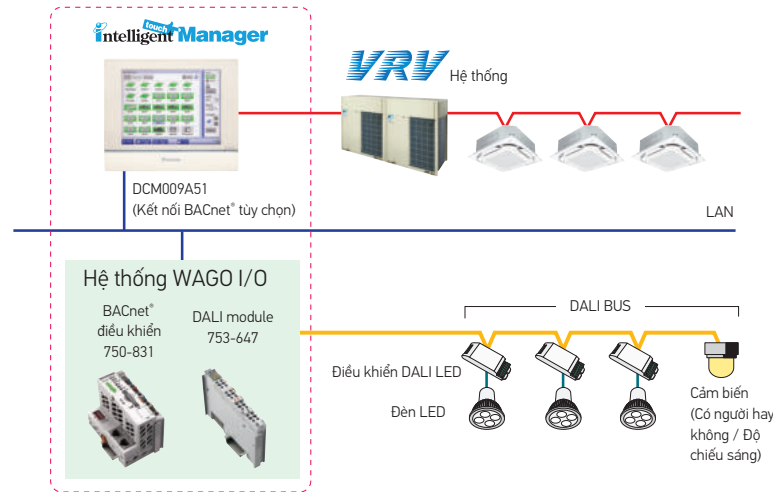 intelligent touch Manager
VRV Hệ thống
DCM009A51
(Kết nối BACnet® tùy chọn)
LAN
Hệ thống WAGO I/O
BACnet®
điều khiển
750-831
DALI module
753-647
DALI BUS
Điều khiển DALI LED
Đèn LED
Cảm biến
(Có người hay
không / Độ
chiếu sáng)